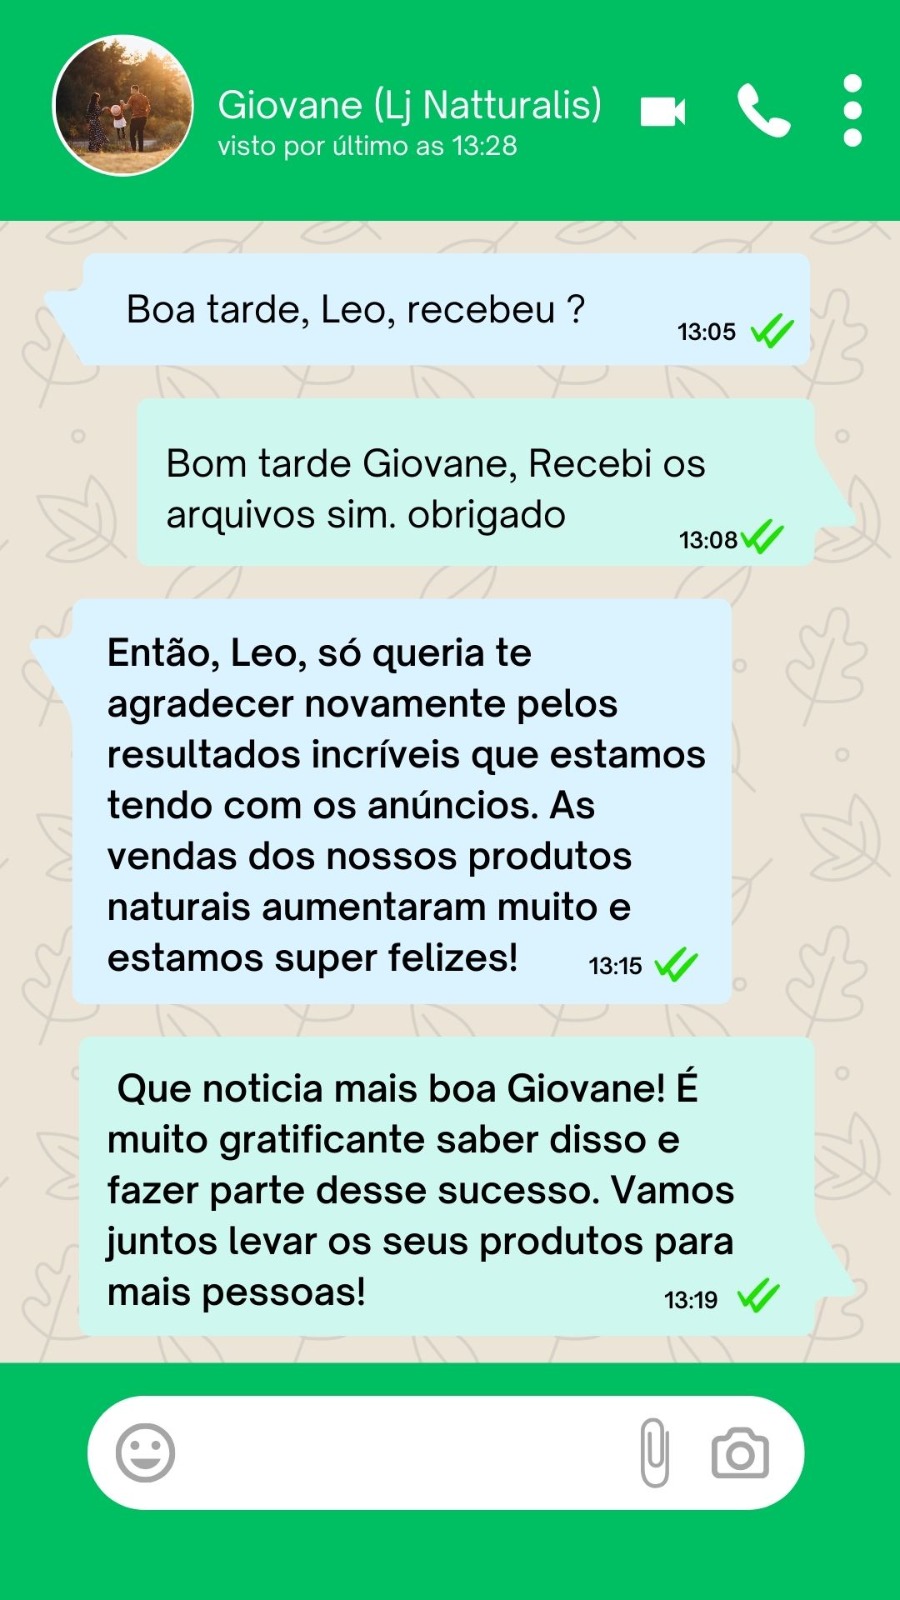 Giovane (Lj Natturalis)
visto por último as 13:28
Boa tarde, Leo, recebeu ?
13:05
Bom tarde Giovane, Recebi os
arquivos sim. obrigado
13:08
Então, Leo, só queria te
agradecer novamente pelos
resultados incríveis que estamos
tendo com os anúncios. As
vendas dos nossos produtos
naturais aumentaram muito e
estamos super felizes!
13:15
Que noticia mais boa Giovane! É
muito gratificante saber disso e
fazer parte desse sucesso. Vamos
juntos levar os seus produtos para
mais pessoas!
13:19